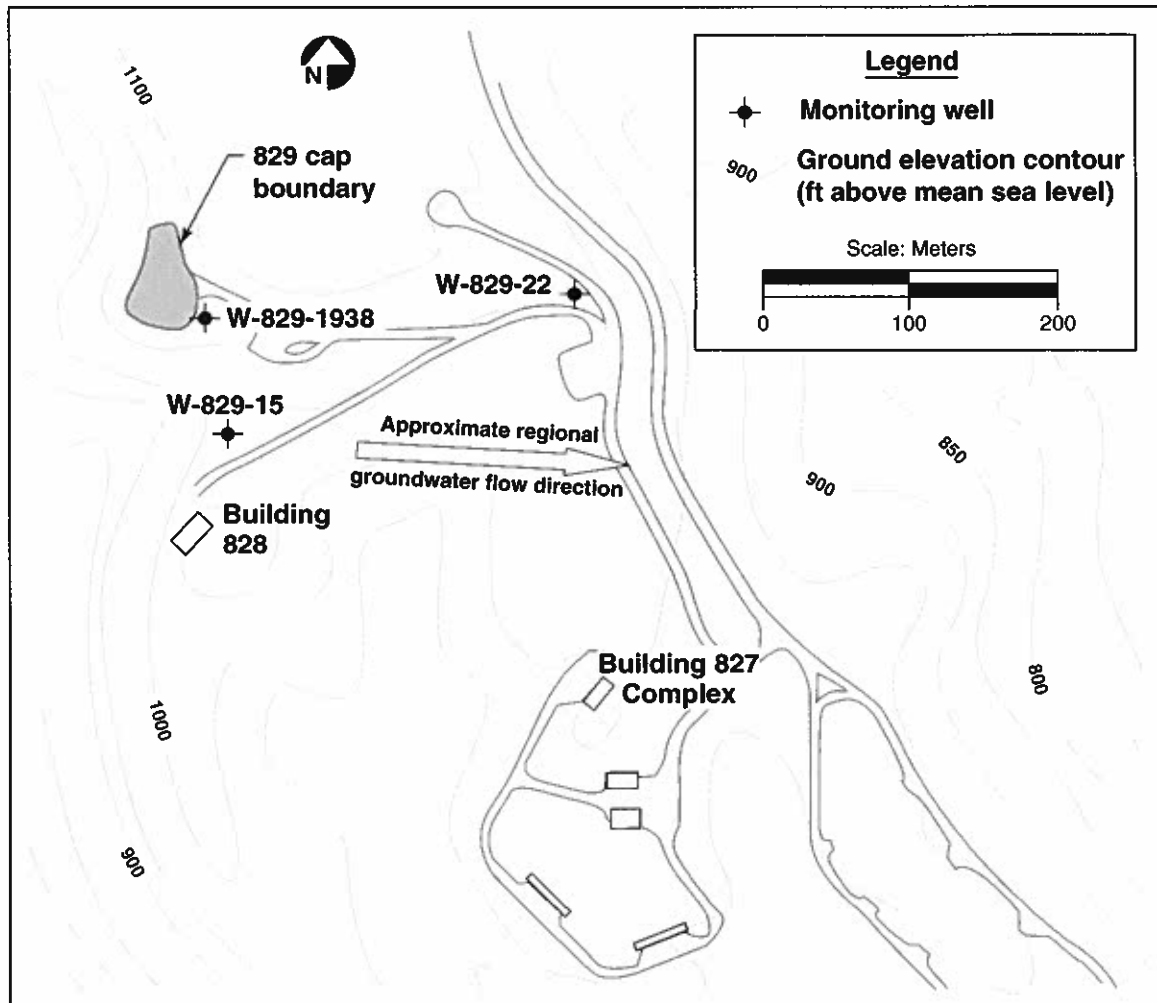 1100
N
829 cap
boundary
W-829-22
W-829-1938
W-829-15
Approximate regional
groundwater flow direction
Building
828
Building 827
Complex
1000
900
900
850
800
Legend
Monitoring well
900
Ground elevation contour
(ft above mean sea level)
Scale: Meters
0 100 200